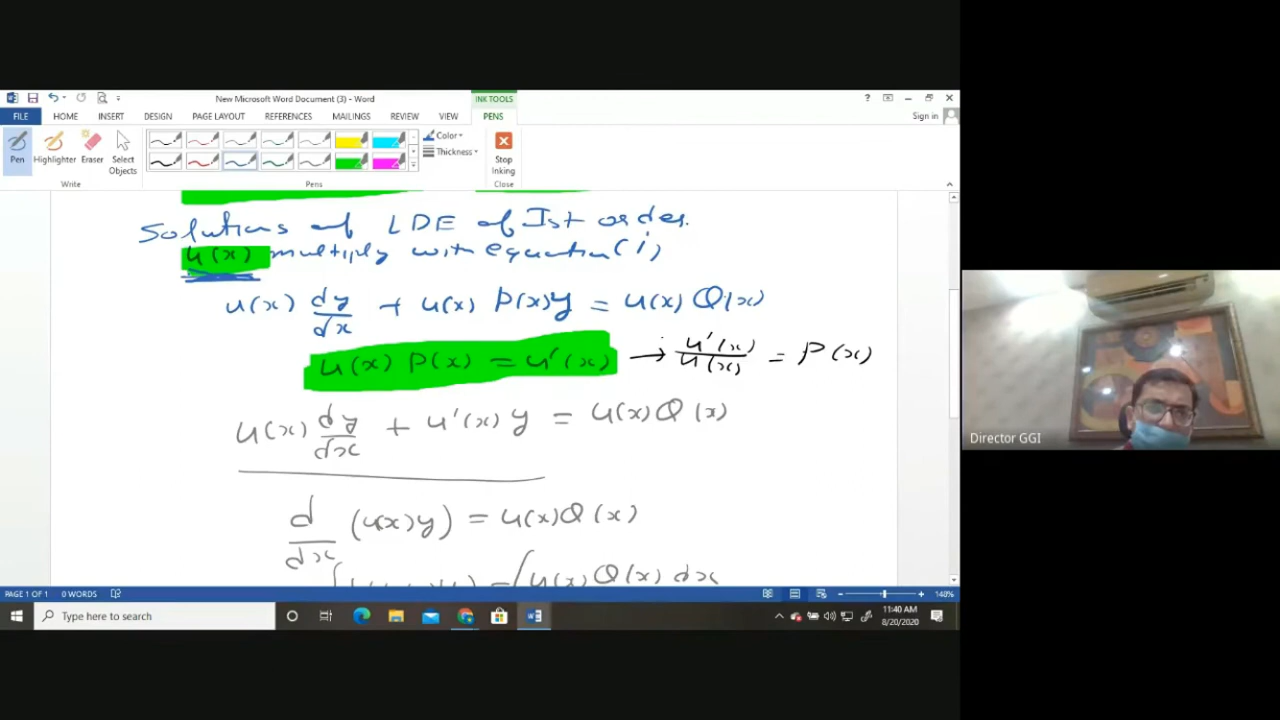 New Microsoft Word Document (3) - Word
INK TOOLS
FILE HOME INSERT DESIGN PAGE LAYOUT REFERENCES MAILINGS REVIEW VIEW PENS
Sign in
Pen Highlighter Eraser Select Objects
Color
Thickness
Stop Inking
Write Pens Close
Solutions of LDE of Ist order.
u(x) multiply with equation (i)
u(x) dy/dx + u(x) P(x)y = u(x) Q(x)
u(x) P(x) = u'(x) → u'(x)/u(x) = P(x)
u(x) dy/dx + u'(x) y = u(x) Q(x)
d/dx (u(x)y) = u(x) Q(x)
= ∫ u(x) Q(x) dx
Director GGI
PAGE 1 OF 1 0 WORDS 148%
Type here to search
11:40 AM
8/20/2020